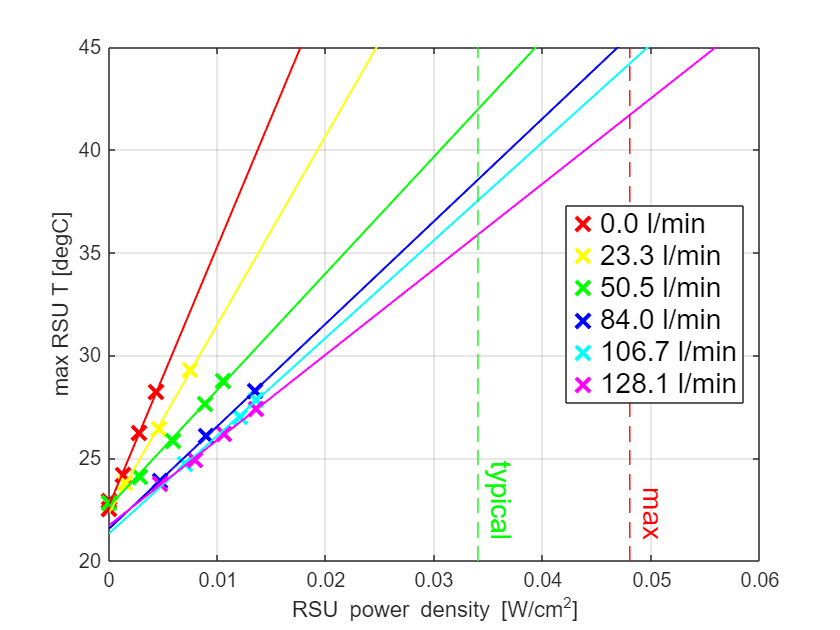 45
40
35
30
25
20
0
0.01
0.02
0.03
0.04
0.05
0.06
max RSU T [degC]
RSU power density [W/cm²]
0.0 l/min
23.3 l/min
50.5 l/min
84.0 l/min
106.7 l/min
128.1 l/min
typical
max